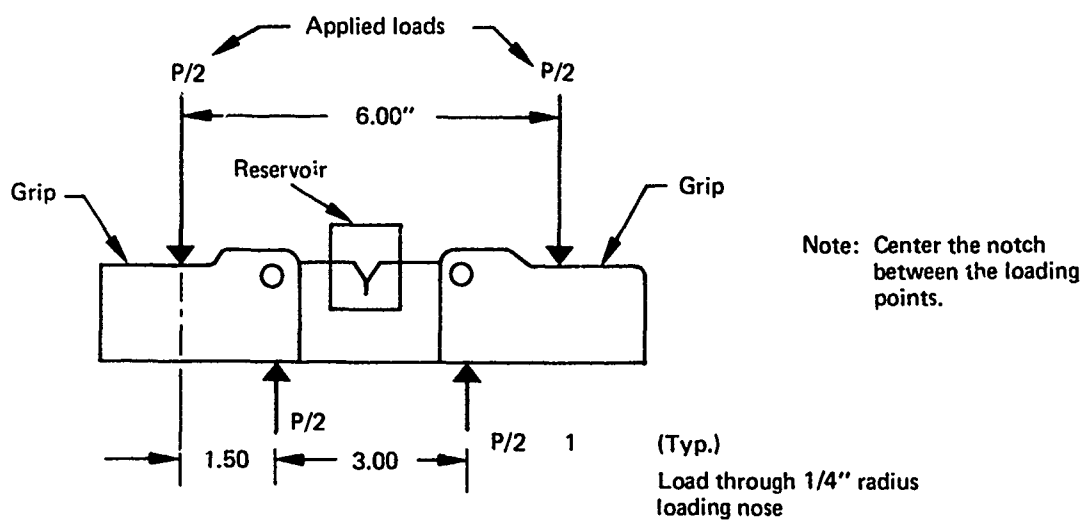 Applied loads
P/2
P/2
6.00"
Reservoir
Grip
Grip
Note: Center the notch
between the loading
points.
P/2
P/2 1 (Typ.)
1.50
3.00
Load through 1/4" radius
loading nose